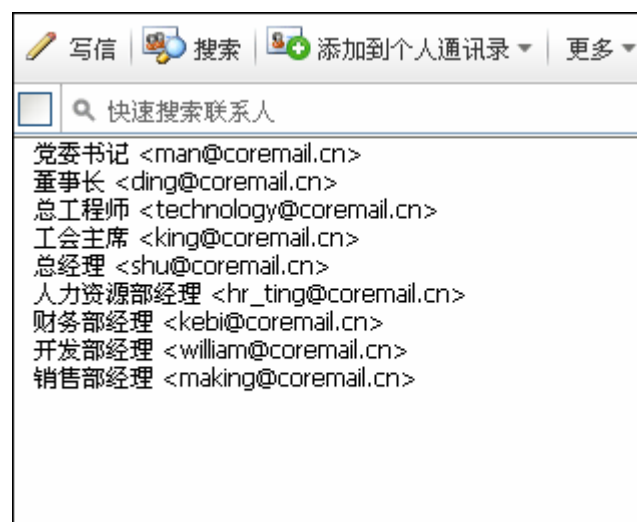 写信 搜索 添加到个人通讯录 更多
快速搜索联系人
党委书记 <man@coremail.cn>
董事长 <ding@coremail.cn>
总工程师 <technology@coremail.cn>
工会主席 <king@coremail.cn>
总经理 <shu@coremail.cn>
人力资源部经理 <hr_ting@coremail.cn>
财务部经理 <kebi@coremail.cn>
开发部经理 <william@coremail.cn>
销售部经理 <making@coremail.cn>